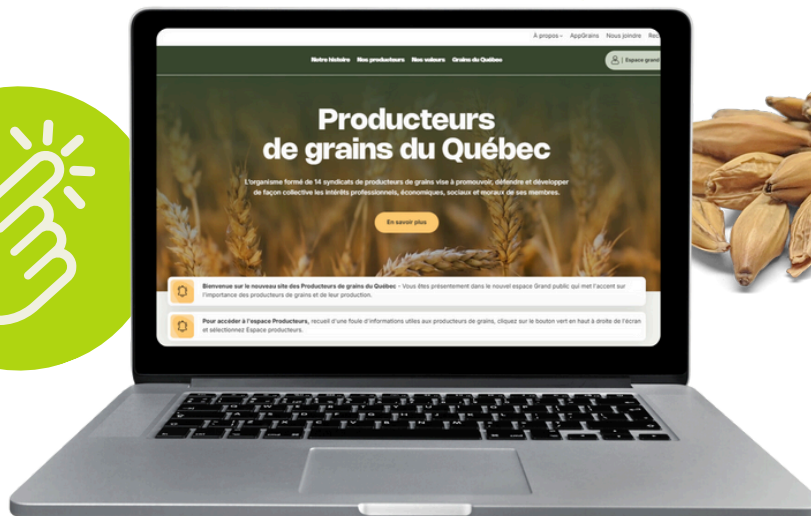 À propos AppGrains Nous joindre
Notre histoire Nos producteurs Nos valeurs Grains du Québec
Espace grand
Producteurs
de grains du Québec
L'organisme formé de 14 syndicats de producteurs de grains vise à promouvoir, défendre et développer
de façon collective les intérêts professionnels, économiques, sociaux et moraux de ses membres.
En savoir plus
Bienvenue sur le nouveau site des Producteurs de grains du Québec - Vous êtes présentement dans le nouvel espace Grand public qui met l'accent sur
l'importance des producteurs de grains et de leur production.
Pour accéder à l'espace Producteurs, recueil d'une foule d'informations utiles aux producteurs de grains, cliquez sur le bouton vert en haut à droite de l'écran
et sélectionnez Espace producteurs.